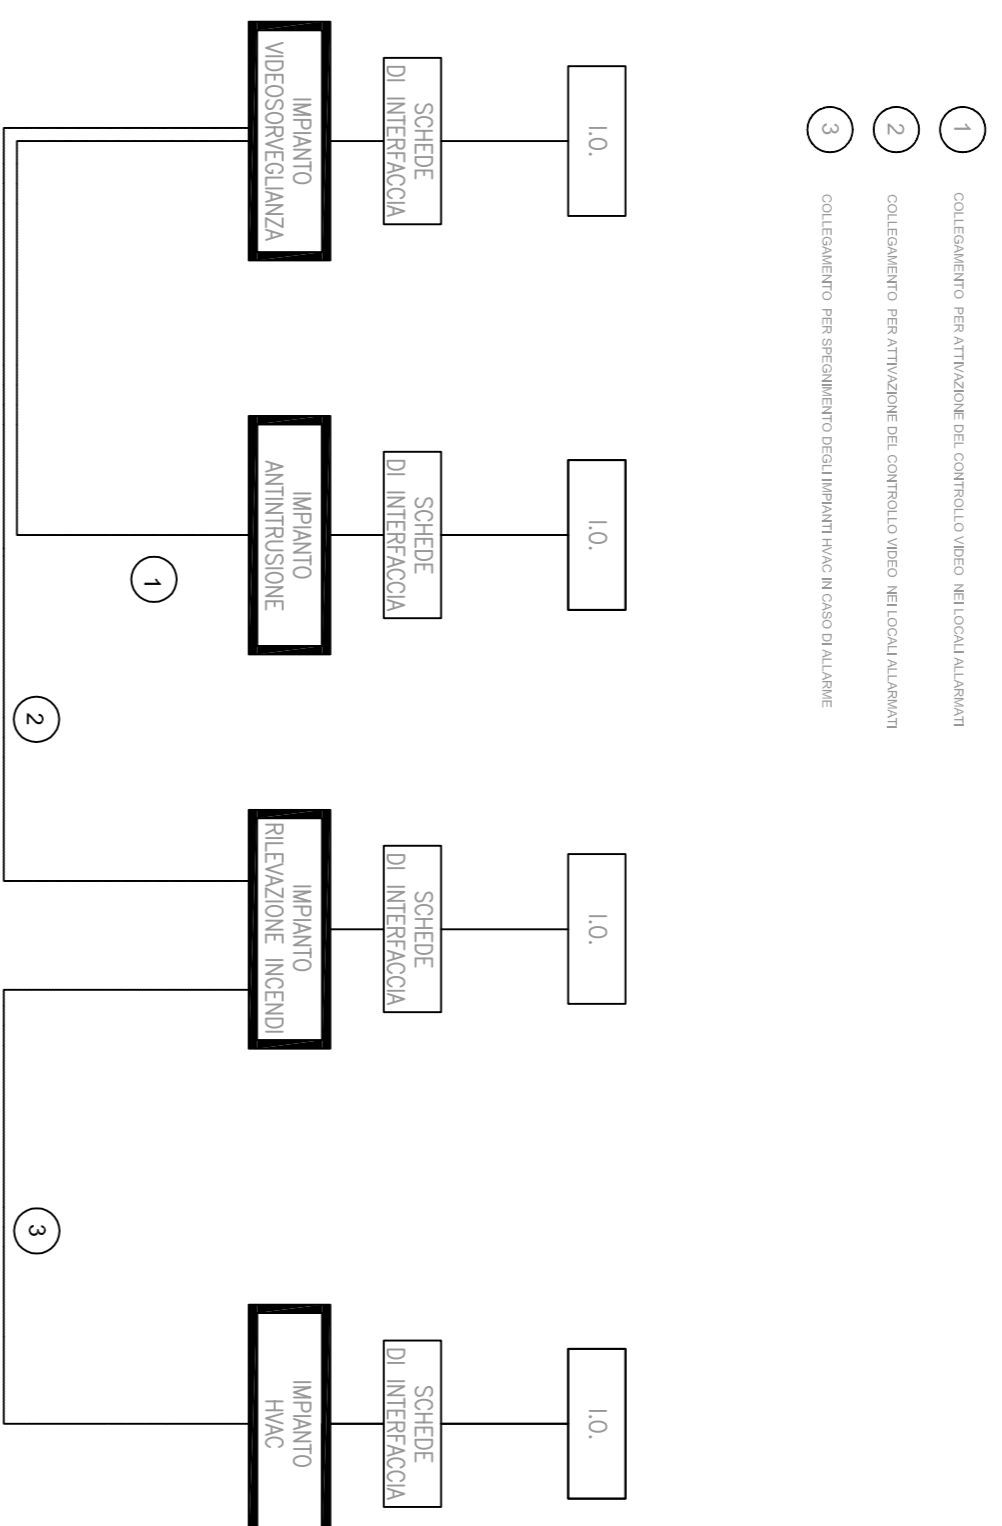 1 COLLEGAMENTO PER ATTIVAZIONE DEL CONTROLLO VIDEO NEI LOCALI ALLARMATI
2 COLLEGAMENTO PER ATTIVAZIONE DEL CONTROLLO VIDEO NEI LOCALI ALLARMATI
3 COLLEGAMENTO PER SPEGNIMENTO DEGLI IMPIANTI HVAC IN CASO DI ALLARME
I.O.
I.O.
I.O.
I.O.
SCHEDE
DI INTERFACCIA
SCHEDE
DI INTERFACCIA
SCHEDE
DI INTERFACCIA
SCHEDE
DI INTERFACCIA
IMPIANTO
VIDEOSORVEGLIANZA
IMPIANTO
ANTINTRUSIONE
IMPIANTO
RILEVAZIONE INCENDI
IMPIANTO
HVAC
1
2
3